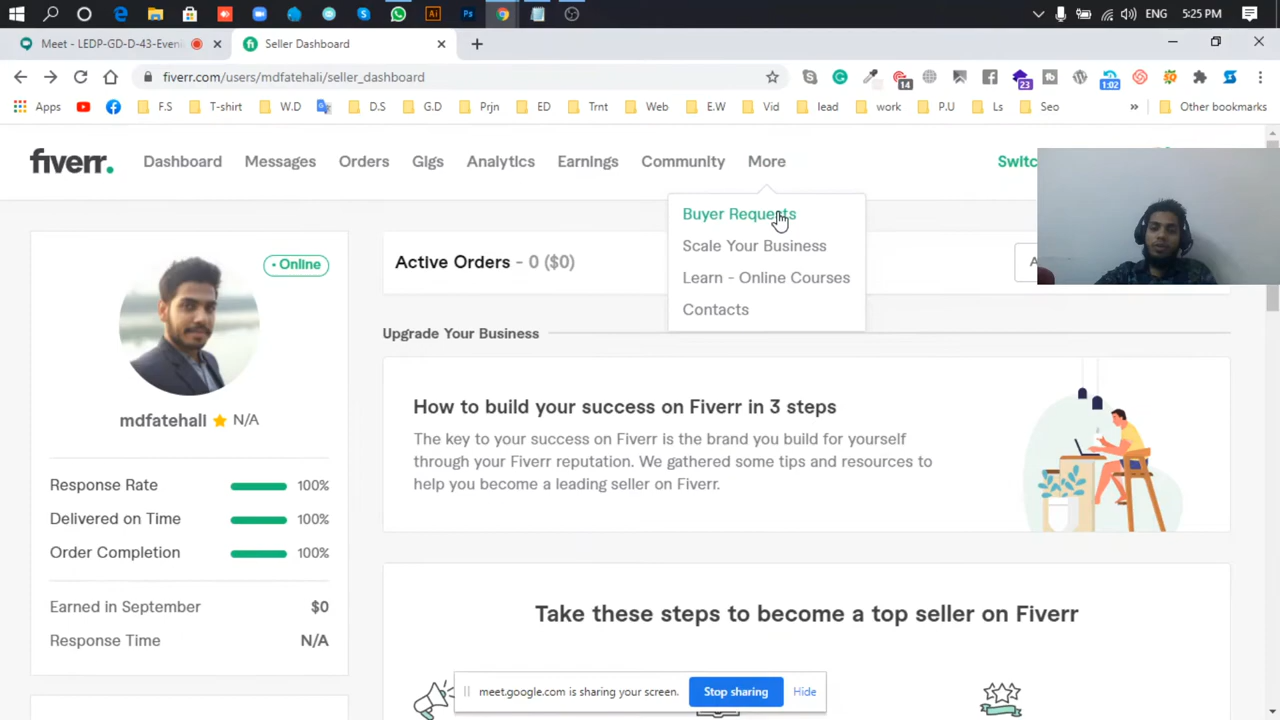 ENG
5:25 PM
Meet - LEDP-GD-D-43-Even
Seller Dashboard
fiverr.com/users/mdfatehali/seller_dashboard
14
23
1:02
Apps
F.S
T-shirt
W.D
D.S
G.D
Prjn
ED
Trnt
Web
E.W
Vid
lead
work
P.U
Ls
Seo
Other bookmarks
fiverr.
Dashboard
Messages
Orders
Gigs
Analytics
Earnings
Community
More
Switc
Buyer Requests
Scale Your Business
Learn - Online Courses
Contacts
Online
mdfatehali N/A
Response Rate 100%
Delivered on Time 100%
Order Completion 100%
Earned in September $0
Response Time N/A
Active Orders - 0 ($0)
A
Upgrade Your Business
How to build your success on Fiverr in 3 steps
The key to your success on Fiverr is the brand you build for yourself
through your Fiverr reputation. We gathered some tips and resources to
help you become a leading seller on Fiverr.
Take these steps to become a top seller on Fiverr
meet.google.com is sharing your screen.
Stop sharing
Hide